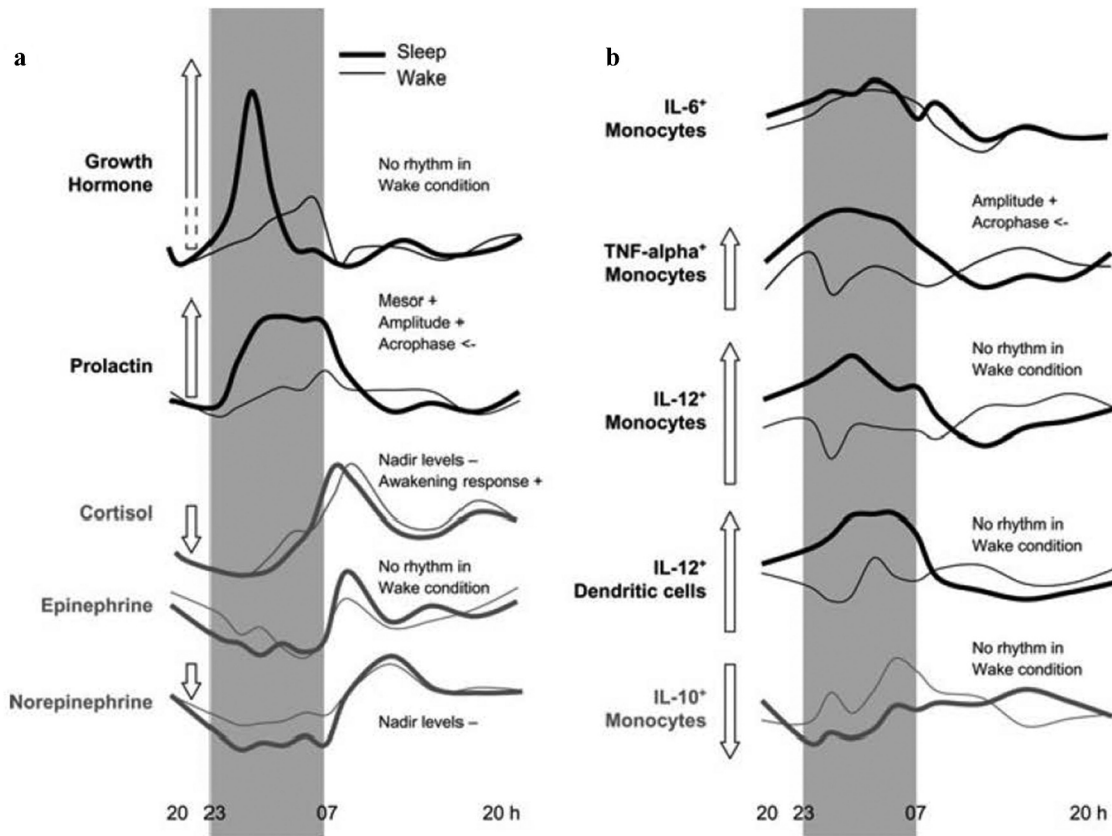 a
Sleep
Wake
Growth
Hormone
No rhythm in
Wake condition
Prolactin
Mesor +
Amplitude +
Acrophase <-
Cortisol
Nadir levels –
Awakening response +
Epinephrine
No rhythm in
Wake condition
Norepinephrine
Nadir levels –
20 23 07 20 h
b
IL-6+
Monocytes
TNF-alpha+
Monocytes
Amplitude +
Acrophase <-
IL-12+
Monocytes
No rhythm in
Wake condition
IL-12+
Dendritic cells
No rhythm in
Wake condition
IL-10+
Monocytes
No rhythm in
Wake condition
20 23 07 20 h